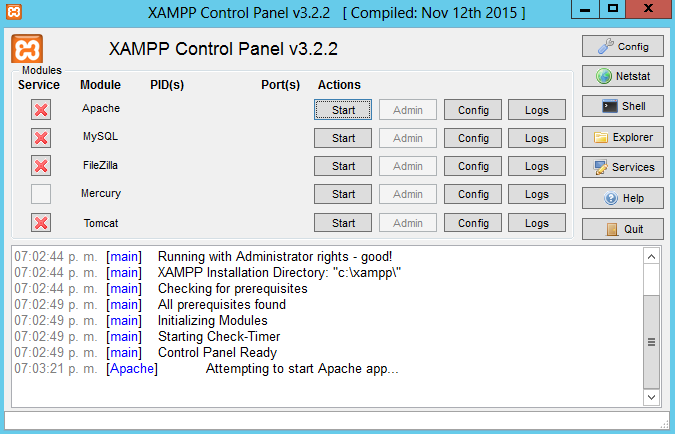 XAMPP Control Panel v3.2.2 [ Compiled: Nov 12th 2015 ]
XAMPP Control Panel v3.2.2
Config
Modules
Service Module PID(s) Port(s) Actions
Netstat
Apache Start Admin Config Logs
Shell
MySQL Start Admin Config Logs
Explorer
FileZilla Start Admin Config Logs
Services
Mercury Start Admin Config Logs
Help
Tomcat Start Admin Config Logs
Quit
07:02:44 p. m. [main] Running with Administrator rights - good!
07:02:44 p. m. [main] XAMPP Installation Directory: "c:\xampp\"
07:02:44 p. m. [main] Checking for prerequisites
07:02:49 p. m. [main] All prerequisites found
07:02:49 p. m. [main] Initializing Modules
07:02:49 p. m. [main] Starting Check-Timer
07:02:49 p. m. [main] Control Panel Ready
07:03:21 p. m. [Apache] Attempting to start Apache app...